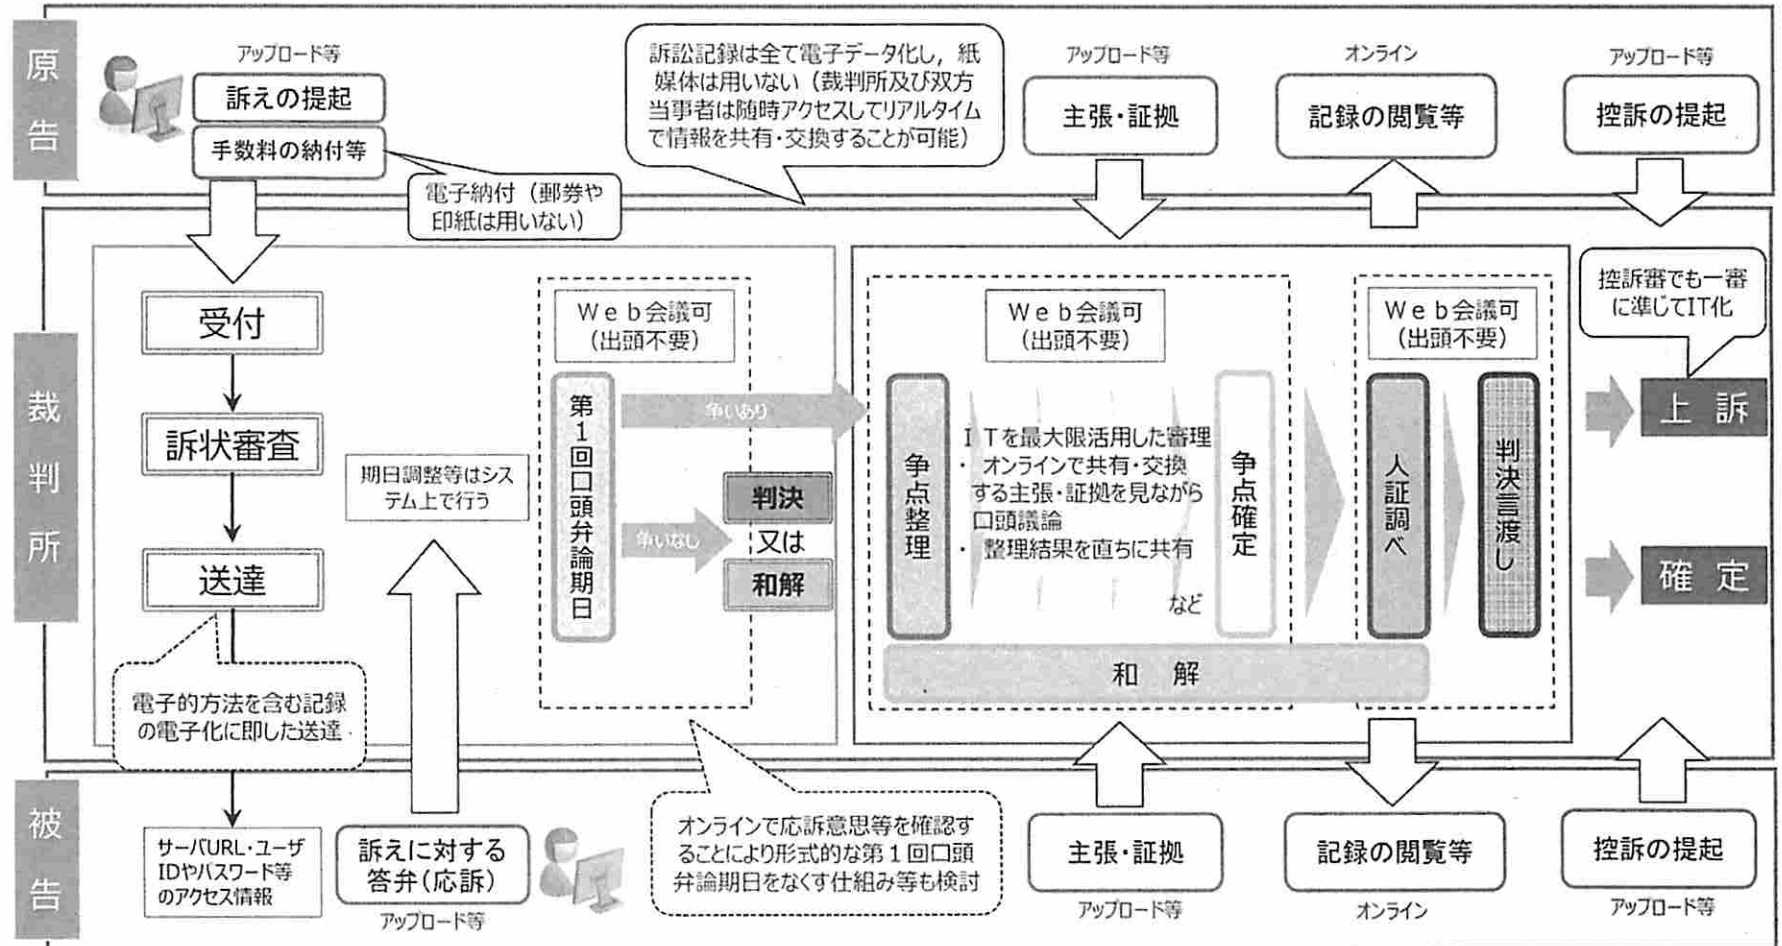 原告
アップロード等
訴えの提起
手数料の納付等
電子納付（郵券や
印紙は用いない）
訴訟記録は全て電子データ化し，紙
媒体は用いない（裁判所及び双方
当事者は随時アクセスしてリアルタイム
で情報を共有・交換することが可能）
アップロード等
主張・証拠
オンライン
記録の閲覧等
アップロード等
控訴の提起
裁判所
受付
訴状審査
送達
電子的方法を含む記録
の電子化に即した送達
期日調整等はシス
テム上で行う
Ｗｅｂ会議可
（出頭不要）
第１回口頭弁論期日
争いあり
争いなし
判決
又は
和解
Ｗｅｂ会議可
（出頭不要）
争点整理
ＩＴを最大限活用した審理
・ オンラインで共有・交換
する主張・証拠を見ながら
口頭議論
・ 整理結果を直ちに共有
など
争点確定
Ｗｅｂ会議可
（出頭不要）
人証調べ
判決言渡し
和 解
控訴審でも一審
に準じてIT化
上 訴
確 定
被告
サーバURL・ユーザ
IDやパスワード等
のアクセス情報
訴えに対する
答弁（応訴）
アップロード等
オンラインで応訴意思等を確認す
ることにより形式的な第１回口頭
弁論期日をなくす仕組み等も検討
主張・証拠
アップロード等
記録の閲覧等
オンライン
控訴の提起
アップロード等